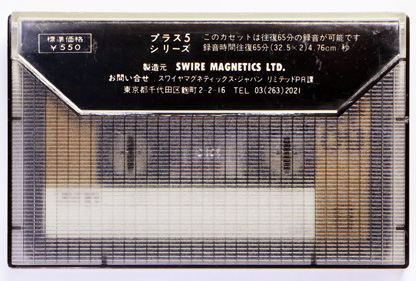 標準価格
¥550
プラス5
シリーズ
このカセットは往復65分の録音が可能です
録音時間往復65分(32.5×2)4.76cm/秒
製造元 SWIRE MAGNETICS LTD.
お問い合せ スワイヤマグネティックス・ジャパン リミテッドPR課
東京都千代田区麹町2-2-16 TEL 03(263)2021